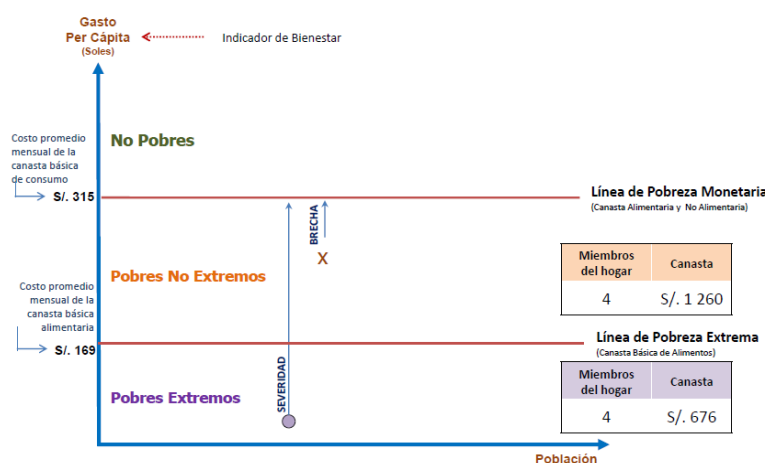 Gasto
Per Cápita
(Soles)
Indicador de Bienestar
No Pobres
Costo promedio
mensual de la
canasta básica
de consumo
S/. 315
Línea de Pobreza Monetaria
(Canasta Alimentaria y No Alimentaria)
BRECHA
X
Pobres No Extremos
Miembros del hogar Canasta
4 S/. 1 260
Costo promedio
mensual de la
canasta básica
alimentaria
S/. 169
Línea de Pobreza Extrema
(Canasta Básica de Alimentos)
SEVERIDAD
Pobres Extremos
Miembros del hogar Canasta
4 S/. 676
Población